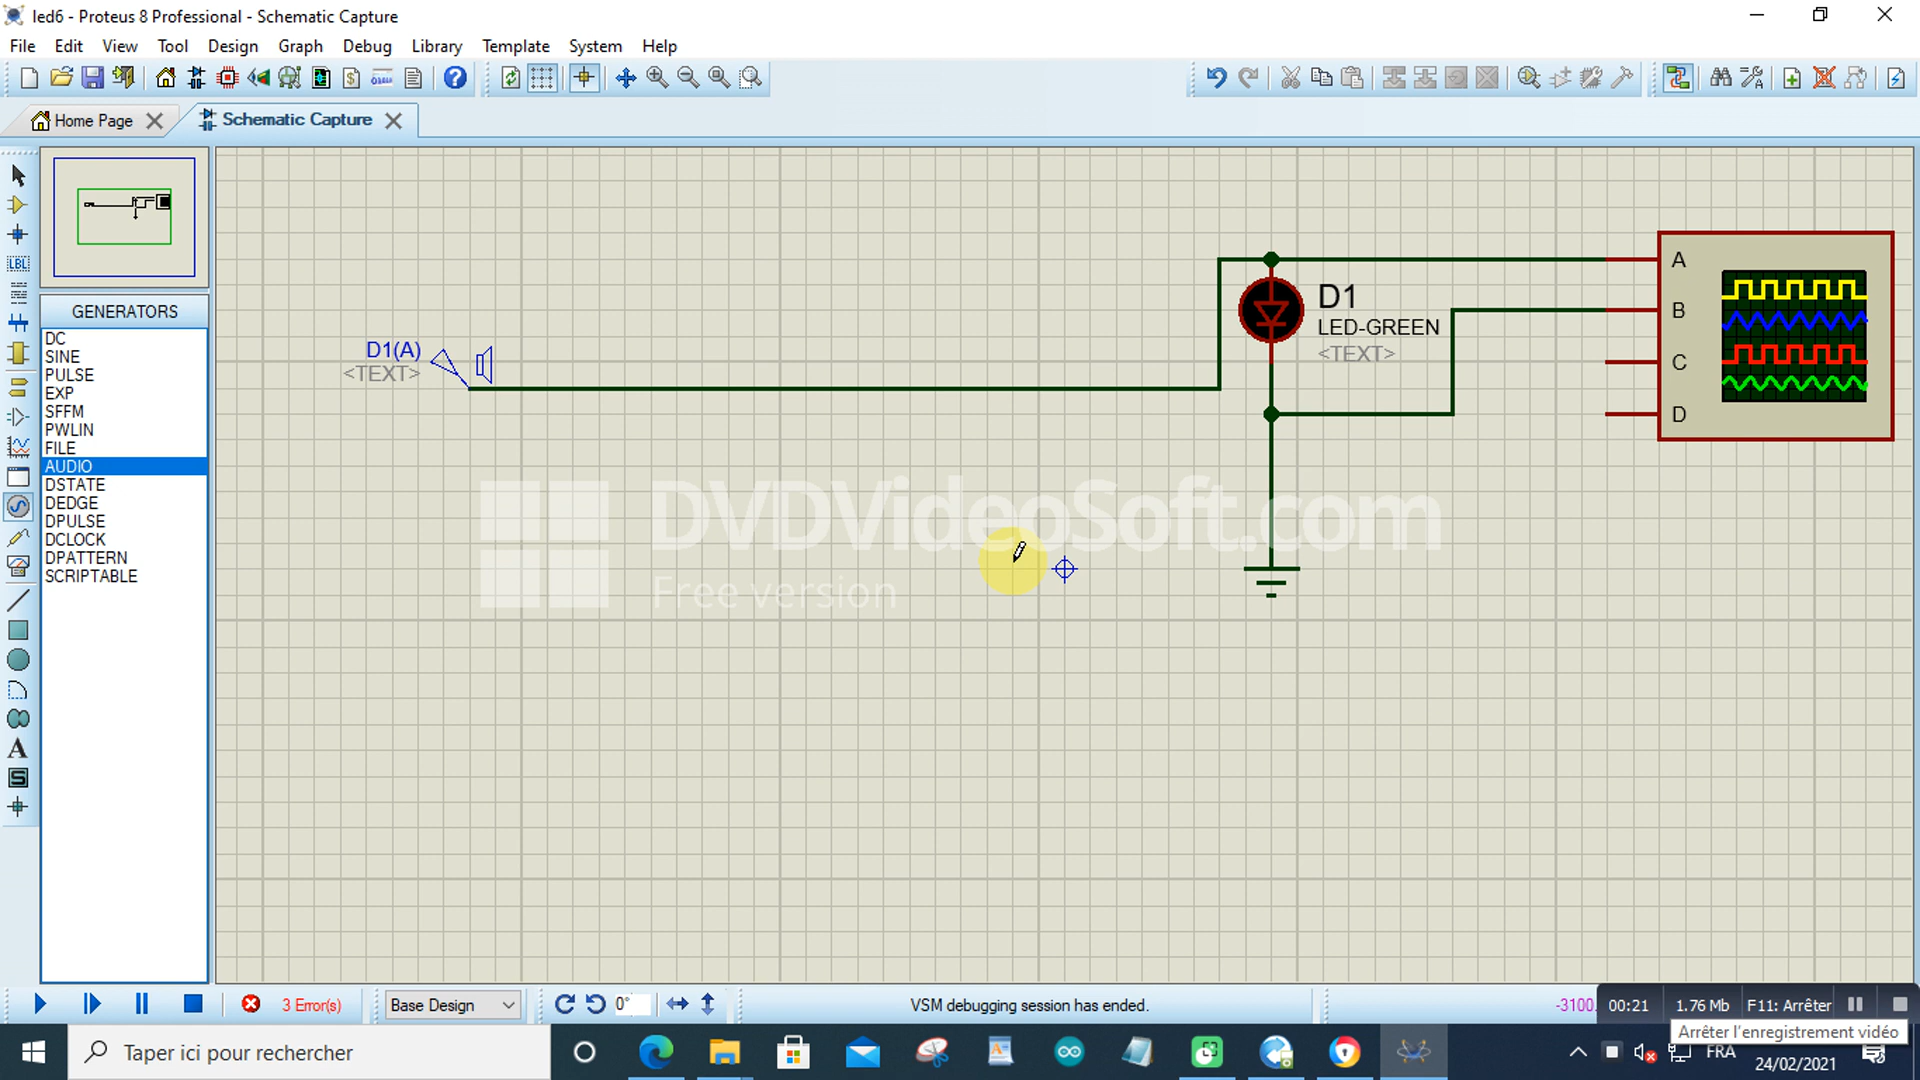 led6 - Proteus 8 Professional - Schematic Capture
File Edit View Tool Design Graph Debug Library Template System Help
Home Page
Schematic Capture
LBL
GENERATORS
DC
SINE
PULSE
EXP
SFFM
PWLIN
FILE
AUDIO
DSTATE
DEDGE
DPULSE
DCLOCK
DPATTERN
SCRIPTABLE
A
S
D1(A)
<TEXT>
D1
LED-GREEN
<TEXT>
A
B
C
D
DVDVideoSoft.com
Free version
3 Error(s)
Base Design
0°
VSM debugging session has ended.
-3100.
00:21
1.76 Mb
F11: Arrêter
Arrêter l'enregistrement vidéo
Taper ici pour rechercher
FRA
24/02/2021